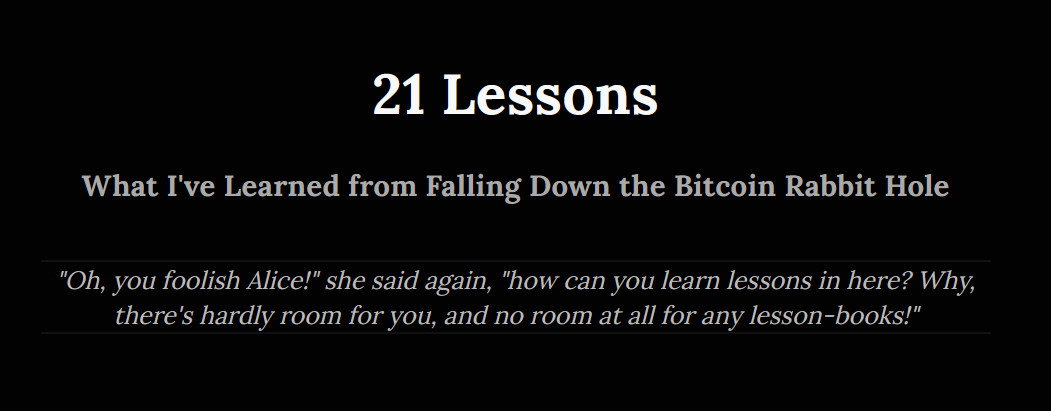 21 Lessons
What I've Learned from Falling Down the Bitcoin Rabbit Hole
"Oh, you foolish Alice!" she said again, "how can you learn lessons in here? Why,
there's hardly room for you, and no room at all for any lesson-books!"